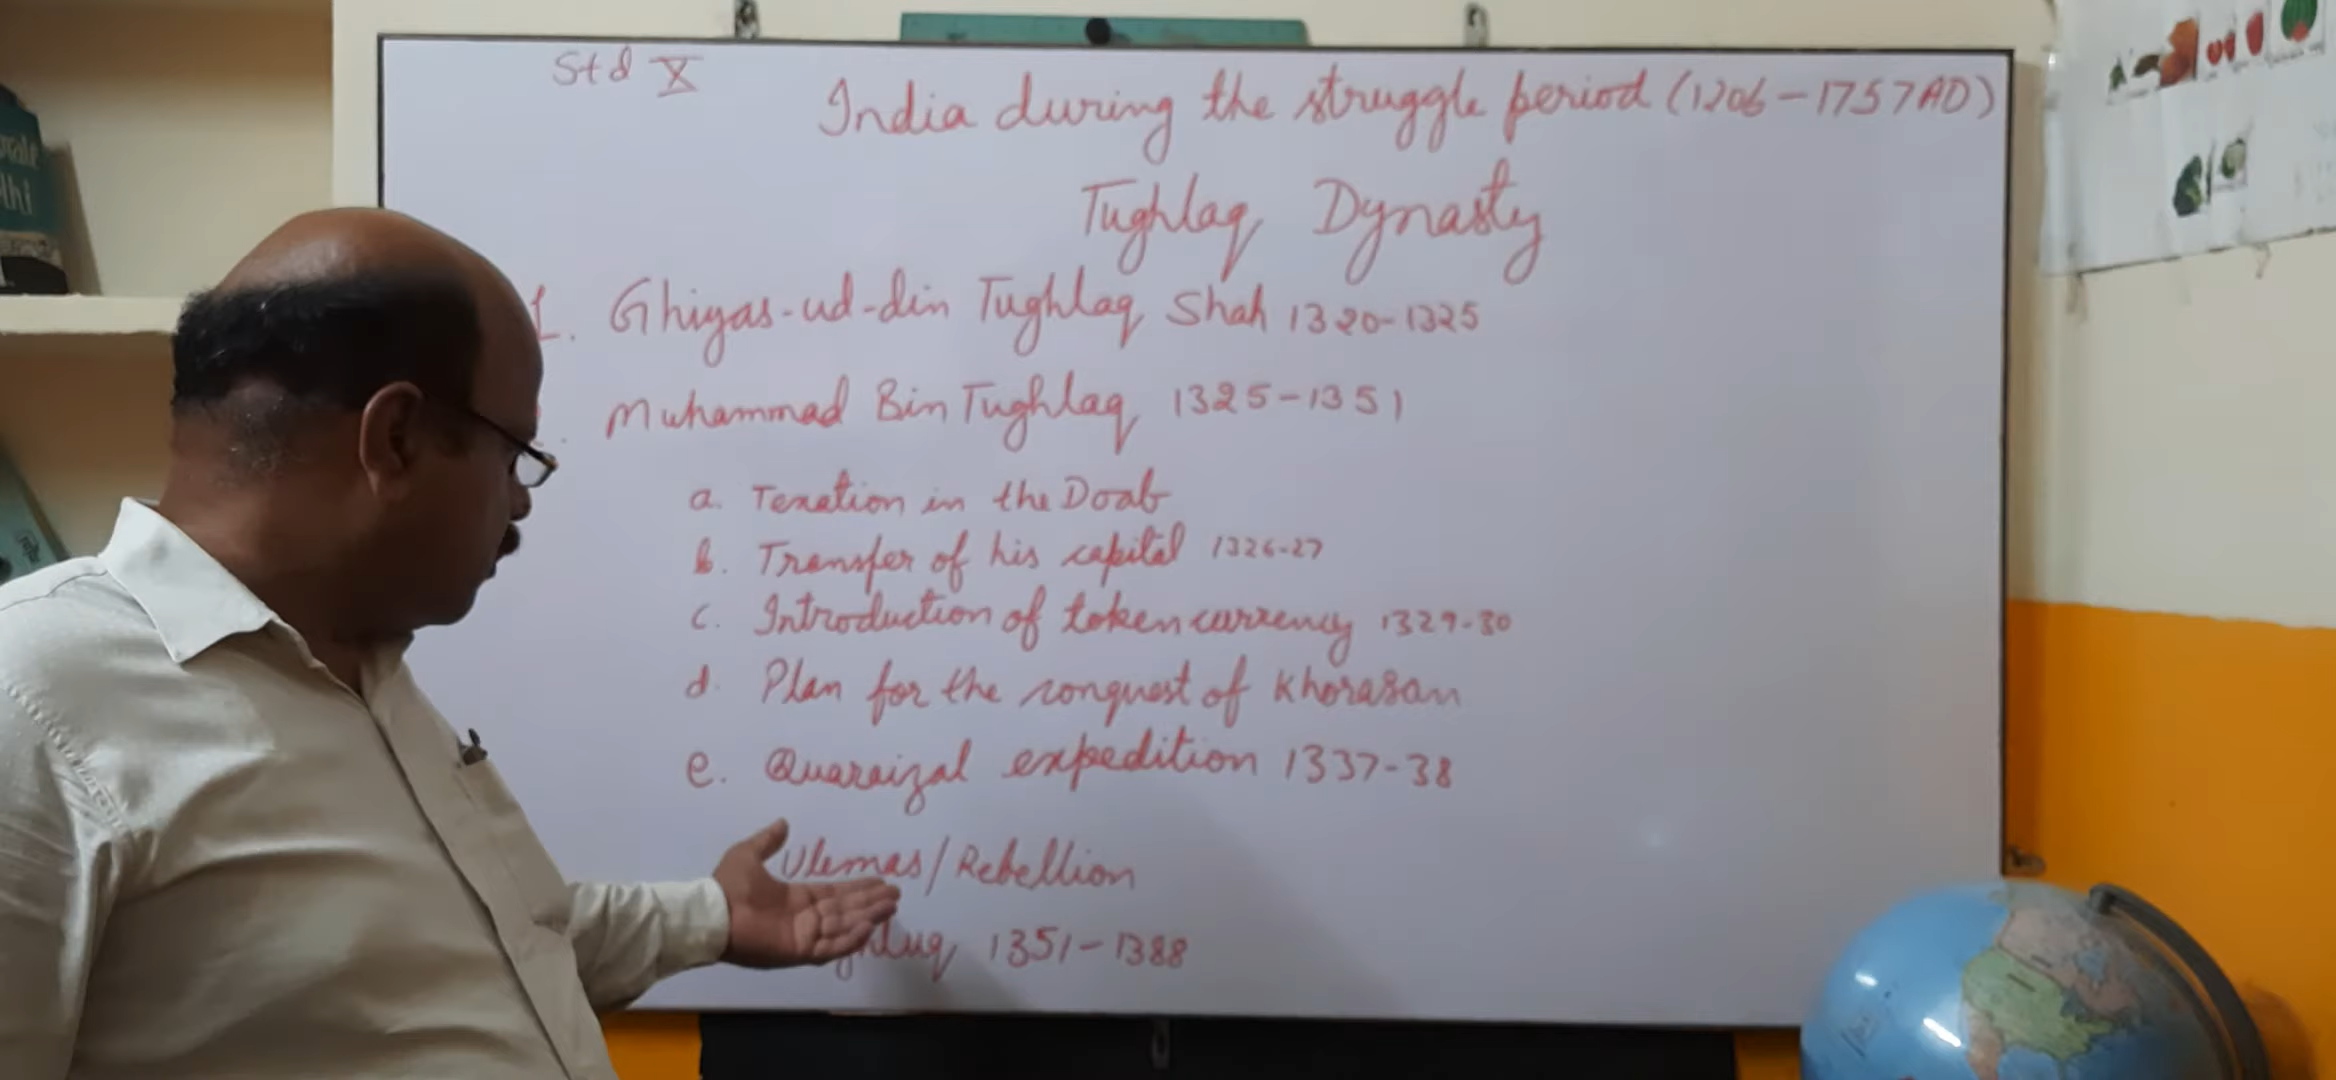 Std X
India during the struggle period (1206-1757AD)
Tughlaq Dynasty
1. Ghiyas-ud-din Tughlaq Shah 1320-1325
Muhammad Bin Tughlaq 1325-1351
a. Texation in the Doab
b. Transfer of his capital 1326-27
c. Introduction of token currency 1329-30
d. Plan for the conquest of Khorasan
e. Quaraizal expedition 1337-38
Ulemas/Rebellion
1351-1388